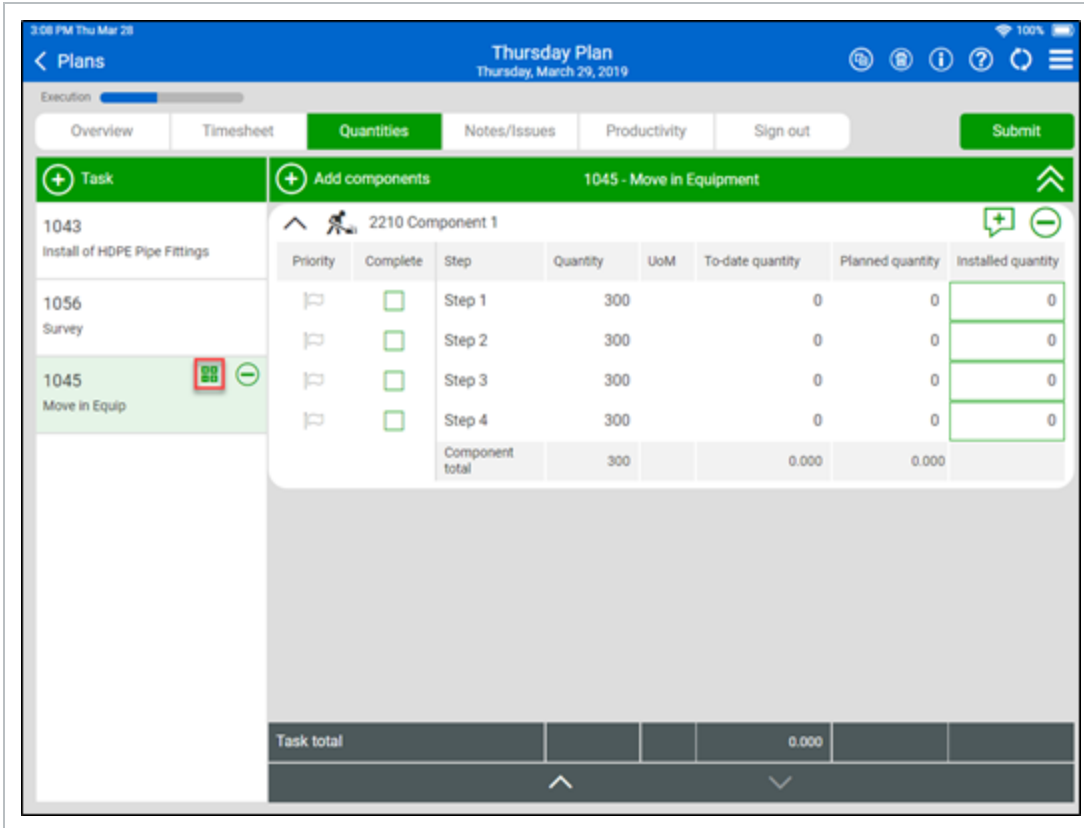 3:08 PM Thu Mar 28
100%
Plans
Thursday Plan
Thursday, March 29, 2019
Execution
Overview
Timesheet
Quantities
Notes/Issues
Productivity
Sign out
Submit
Task
Add components
1045 - Move in Equipment
1043
Install of HDPE Pipe Fittings
1056
Survey
1045
Move in Equip
2210 Component 1
Priority Complete Step Quantity UoM To-date quantity Planned quantity Installed quantity
Step 1 300 0 0 0
Step 2 300 0 0 0
Step 3 300 0 0 0
Step 4 300 0 0 0
Component
total 300 0.000 0.000
Task total 0.000